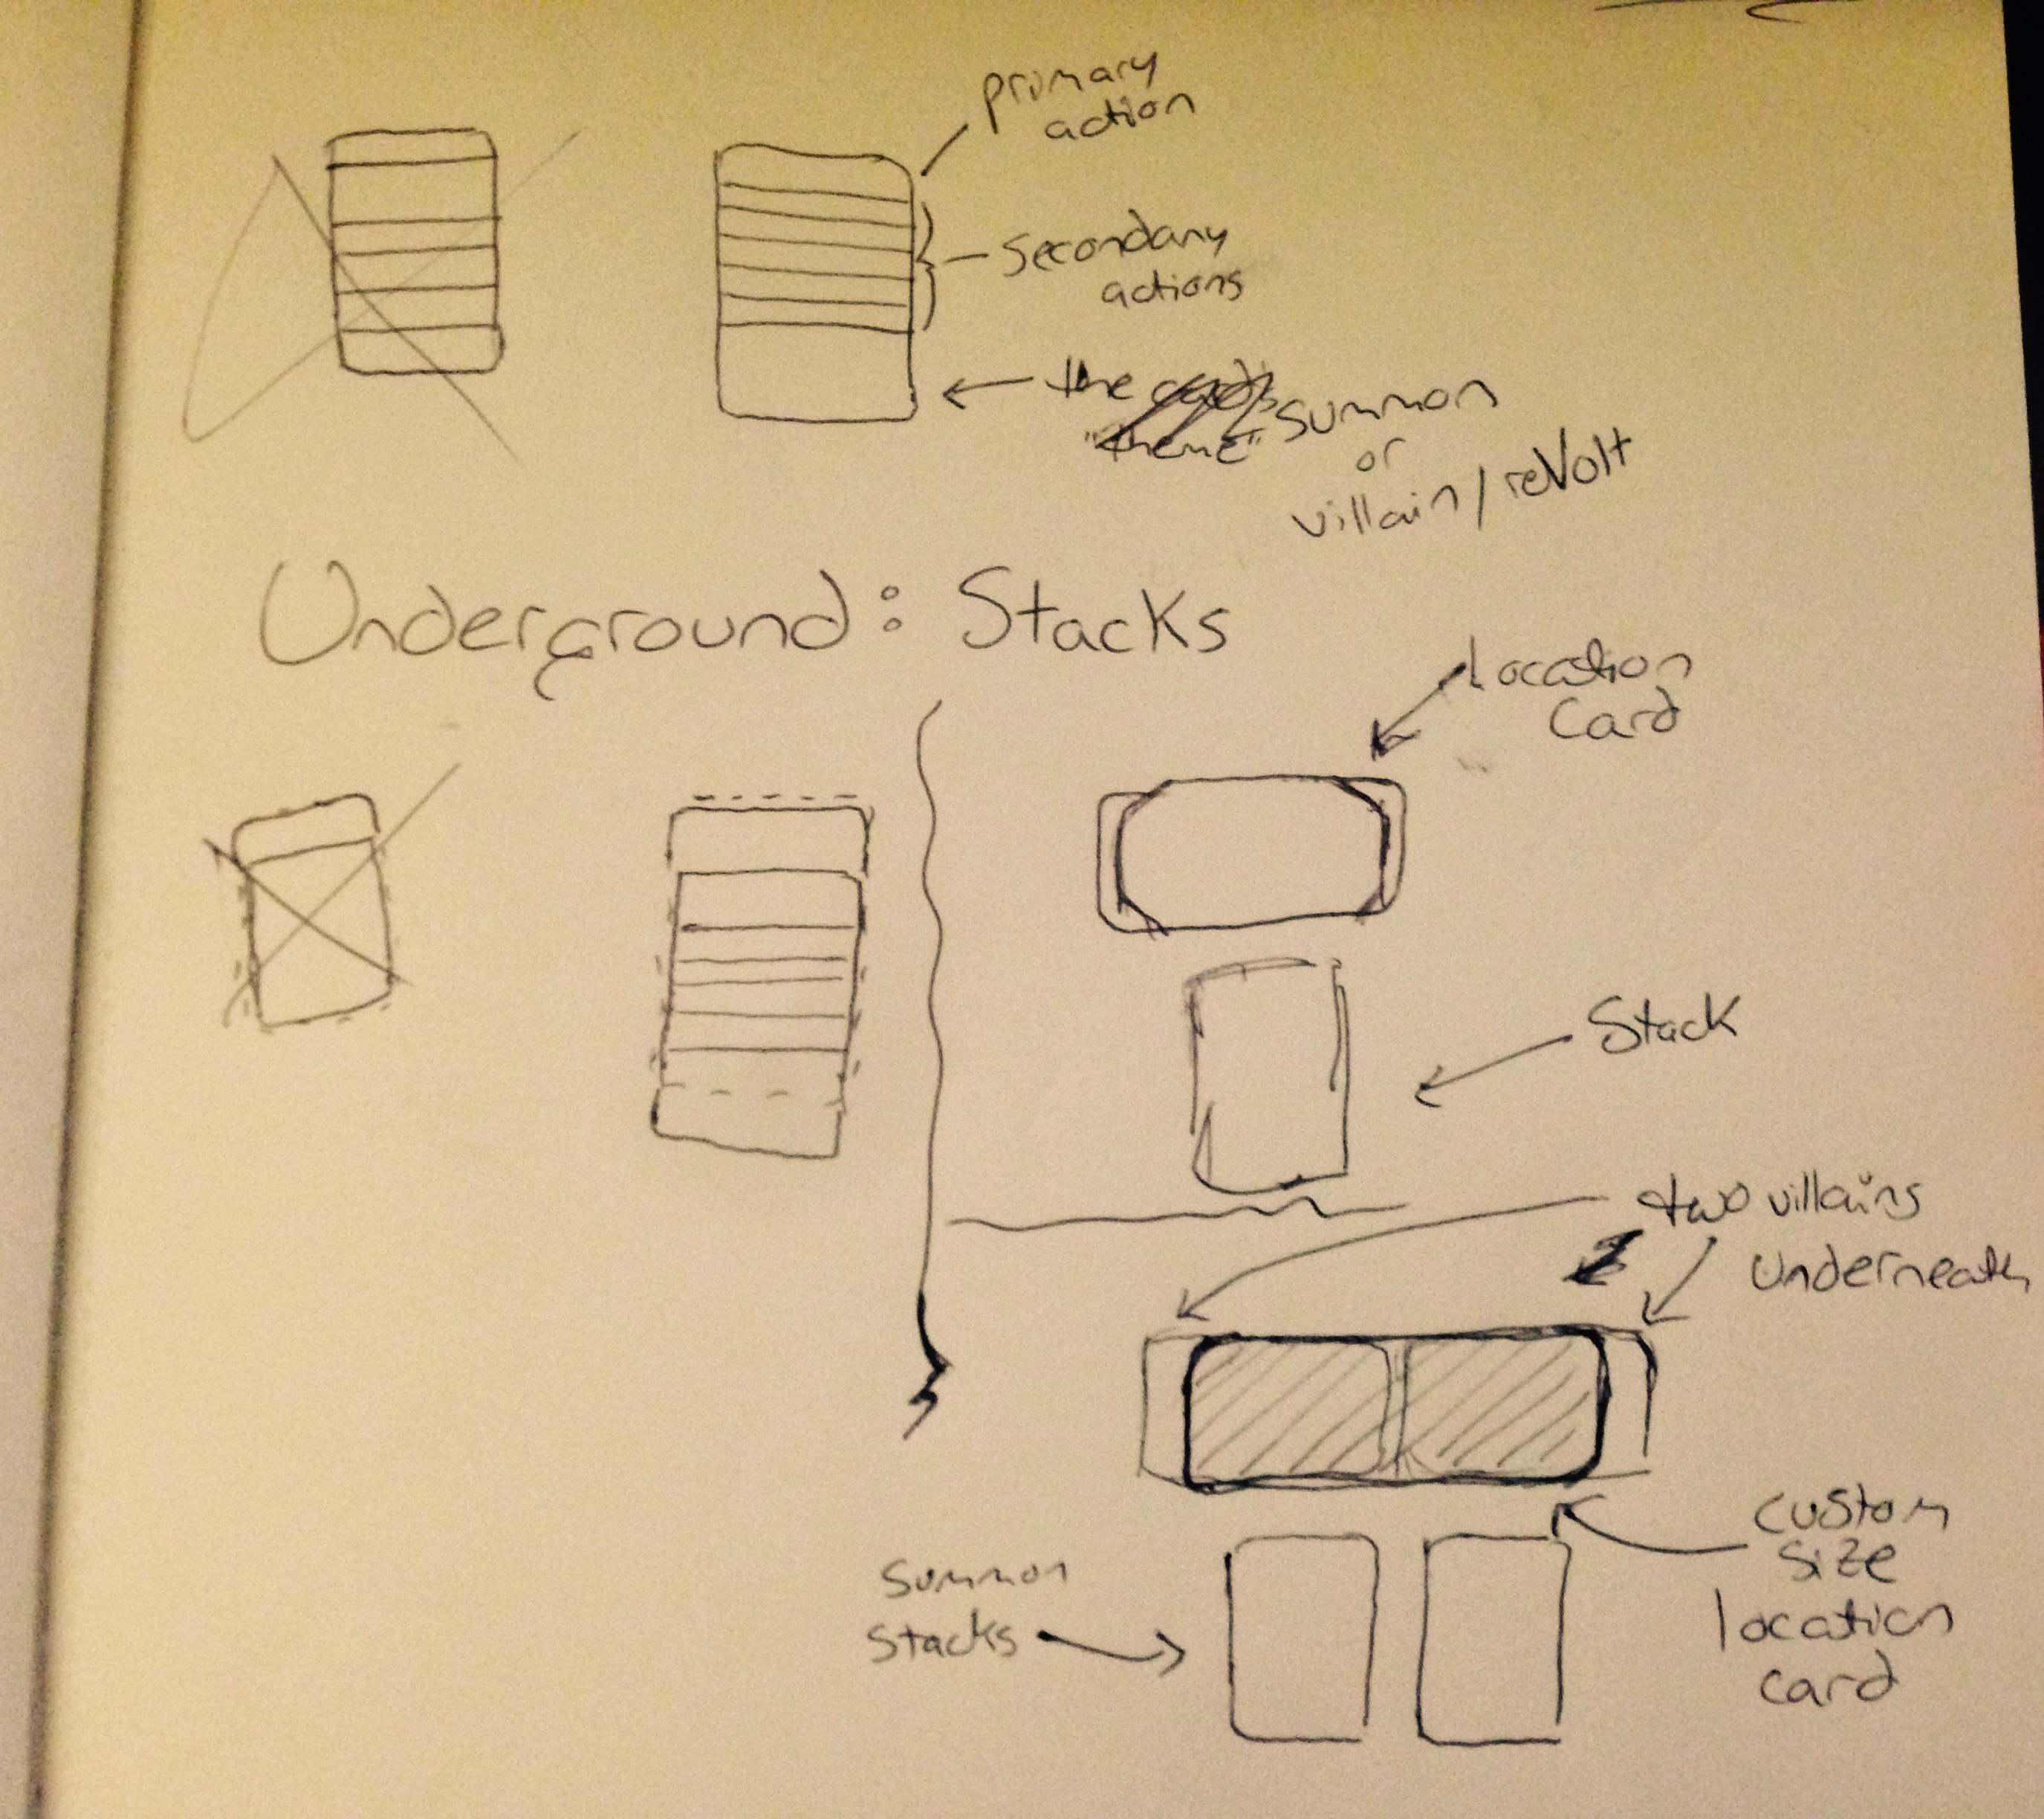 primary
action
Secondary
actions
the cards summon
"theme"
or
villain/reVolt
Underground: Stacks
Location
Card
Stack
two villains
Underneath
custom
size
location
card
summon
stacks